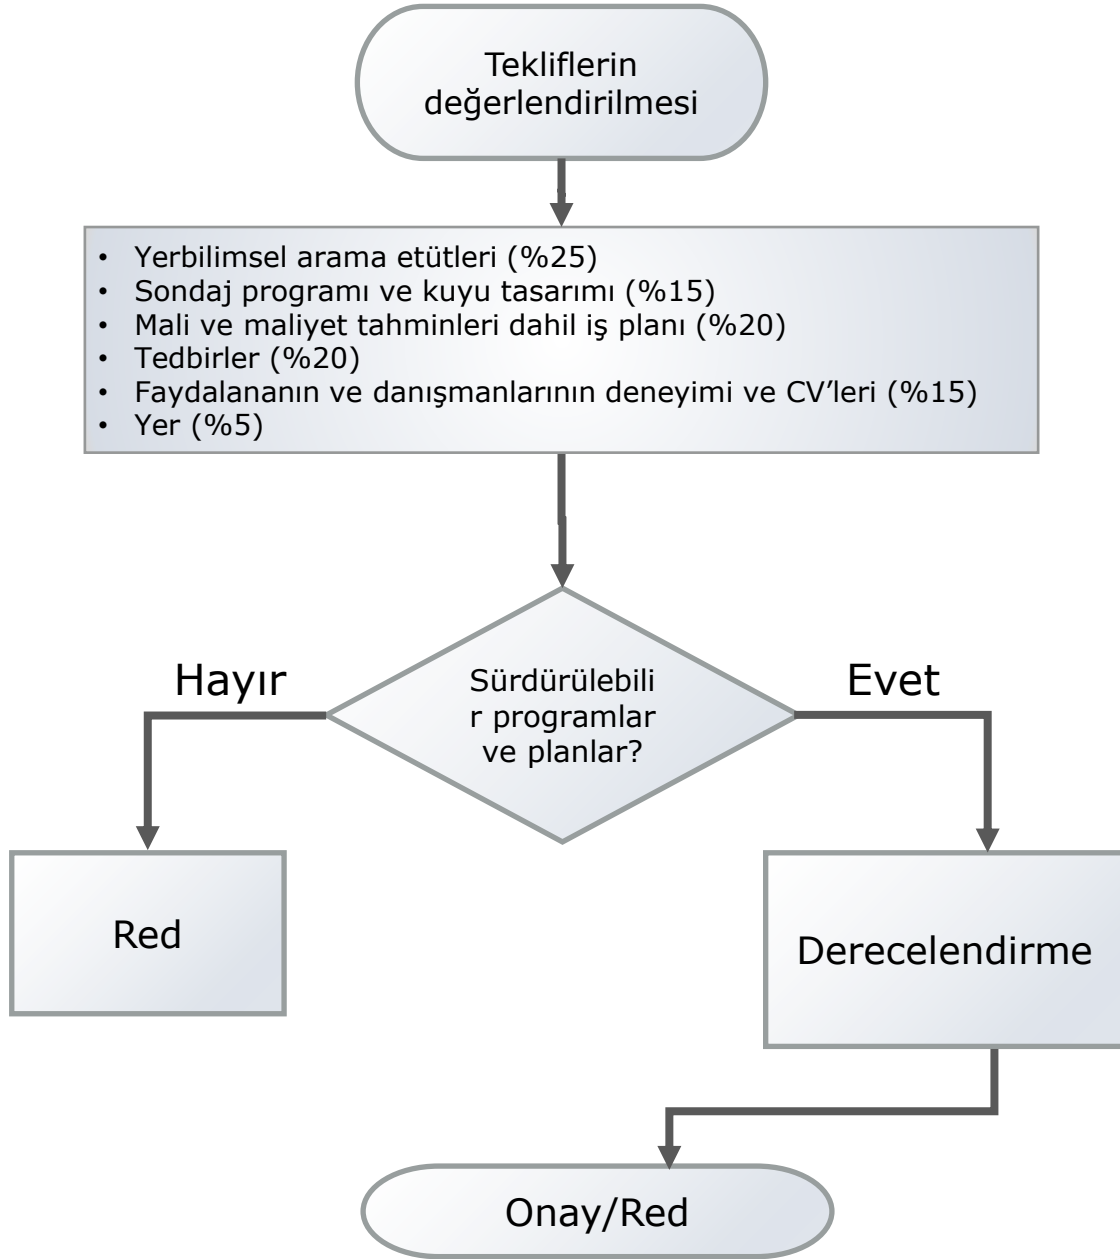 Tekliflerin
değerlendirilmesi
• Yerbilimsel arama etütleri (%25)
• Sondaj programı ve kuyu tasarımı (%15)
• Mali ve maliyet tahminleri dahil iş planı (%20)
• Tedbirler (%20)
• Faydalananın ve danışmanlarının deneyimi ve CV’leri (%15)
• Yer (%5)
Hayır
Sürdürülebili
r programlar
ve planlar?
Evet
Red
Derecelendirme
Onay/Red